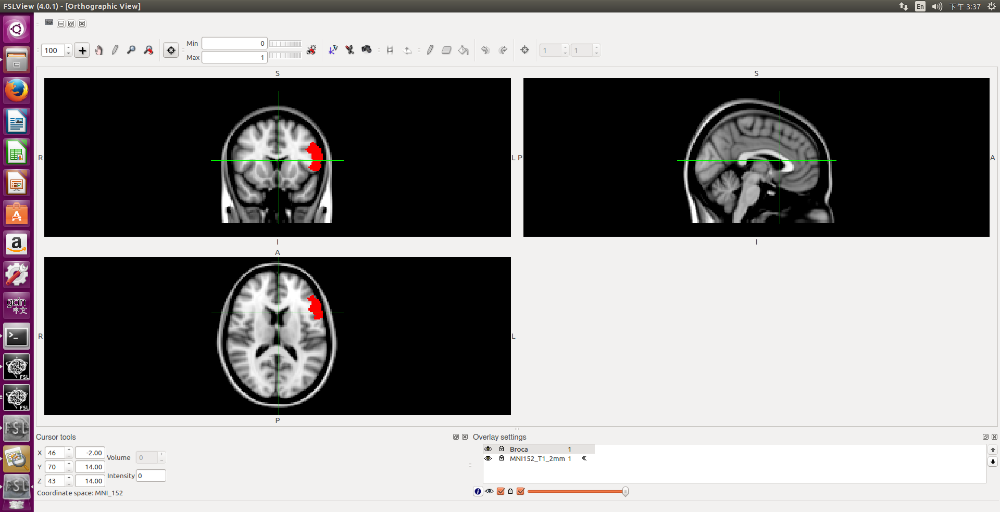 FSLView (4.0.1) - [Orthographic View]
En
下午 3:37
100
Min
0
Max
1
1
1
S
S
R
L
P
A
I
I
A
R
L
P
a
gcin
中文
>_
FSL
FSL
FSL
FSL
Cursor tools
X
46
-2.00
Volume
0
Y
70
14.00
Z
43
14.00
Intensity
0
Coordinate space: MNI_152
Overlay settings
Broca 1
MNI152_T1_2mm 1